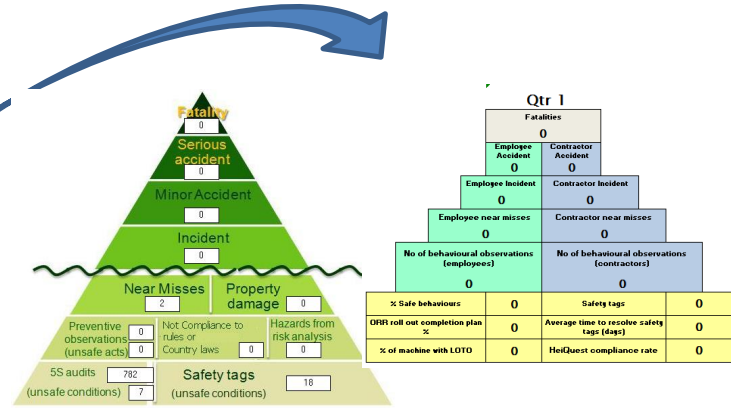 Fatality
0
Serious
accident
0
Minor Accident
0
Incident
0
Near Misses
2
Property
damage
0
Preventive
observations
(unsafe acts)
0
0
Not Compliance to
rules or
Country laws
0
Hazards from
risk analysis
0
5S audits
782
(unsafe conditions)
7
Safety tags
(unsafe conditions)
18
Qtr 1
Fatalities
0
Employee
Accident
0
Contractor
Accident
0
Employee Incident
0
Contractor Incident
0
Employee near misses
0
Contractor near misses
0
No of behavioural observations
(employees)
0
No of behavioural observations
(contractors)
0
% Safe behaviours
0
Safety tags
0
ORR roll out completion plan
%
0
Average time to resolve safety
tags (days)
0
% of machine with LOTO
0
HeiQuest compliance rate
0